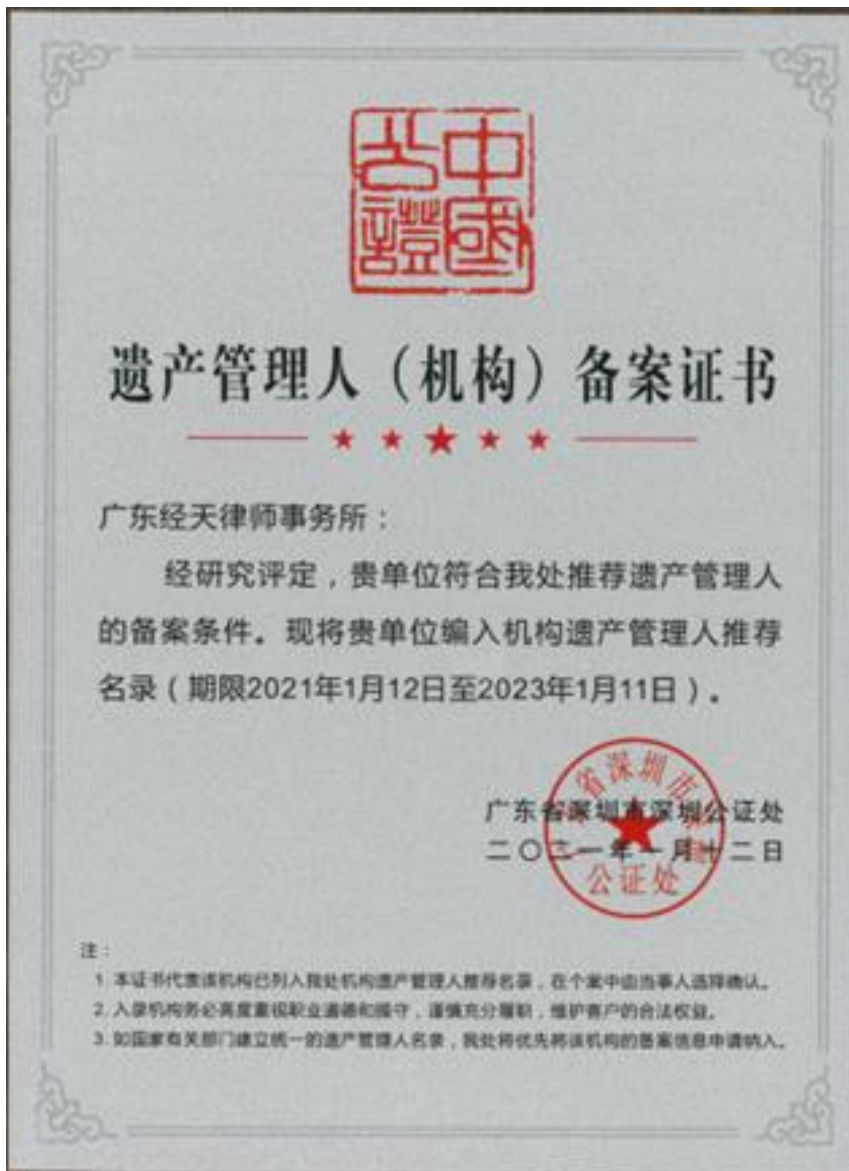 中國
公證
遗产管理人（机构）备案证书
广东经天律师事务所：
经研究评定，贵单位符合我处推荐遗产管理人
的备案条件。现将贵单位编入机构遗产管理人推荐
名录（期限2021年1月12日至2023年1月11日）。
广东省深圳市深圳公证处
二〇二一年一月十二日
公证处
注：
1. 本证书代表该机构已列入我处机构遗产管理人推荐名录，在个案中由当事人选择确认。
2. 入录机构务必高度重视职业道德和操守，谨慎充分履职，维护客户的合法权益。
3. 如国家有关部门建立统一的遗产管理人名录，我处将优先将该机构的备案信息申请纳入。